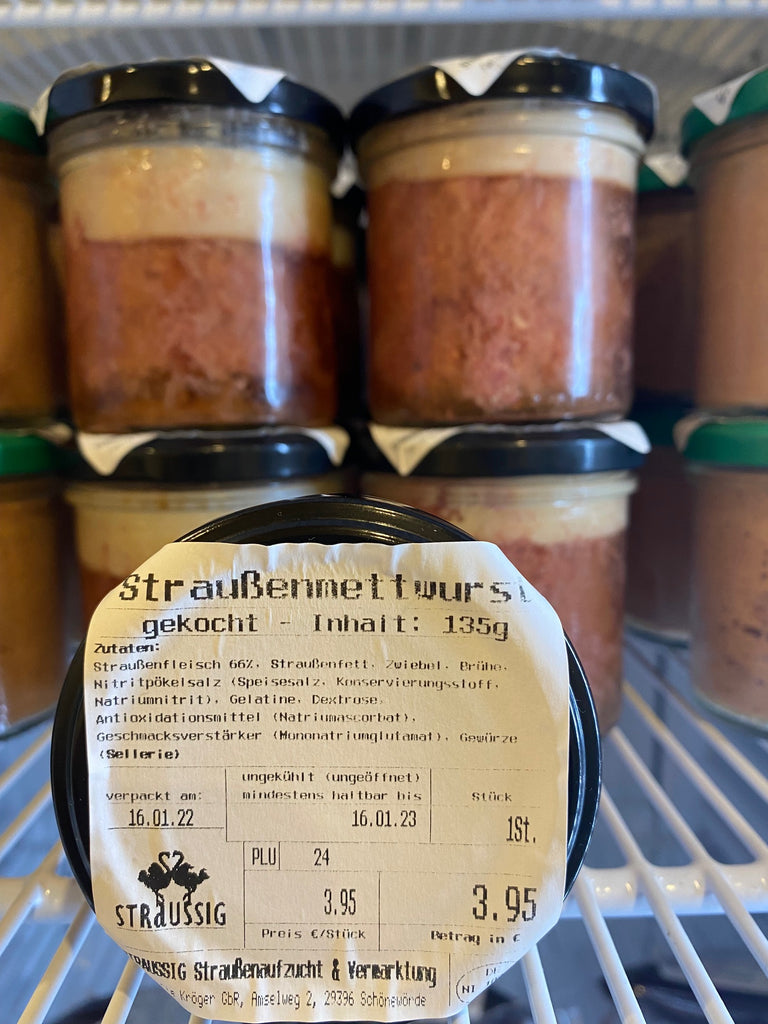 Straußenmettwurst
gekocht - Inhalt: 135g
Zutaten:
Straußenfleisch 66%, Straußenfett, Zwiebel, Brühe,
Nitritpökelsalz (Speisesalz, Konservierungsstoff,
Natriumnitrit), Gelatine, Dextrose,
Antioxidationsmittel (Natriumascorbat),
Geschmacksverstärker (Mononatriumglutamat), Gewürze
(Sellerie)
ungekühlt (ungeöffnet)
verpackt am: mindestens haltbar bis Stück
16.01.22 16.01.23 1St.
PLU 24
3.95 3.95
STRAUSSIG
Preis €/Stück Betrag in €
STRAUSSIG Straußenaufzucht & Vermarktung
Kröger GbR, Amselweg 2, 29396 Schönewörde
DE
NI